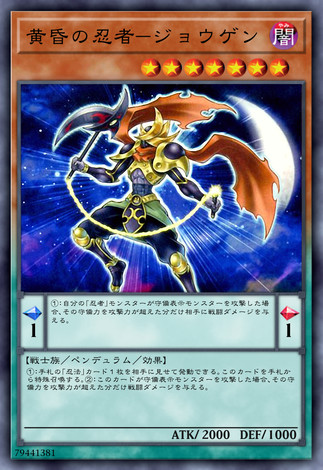 黄昏の忍者-ジョウゲン
やみ
闇
①:自分の「忍者」モンスターが守備表示モンスターを攻撃した場
合、その守備力を攻撃力が超えた分だけ相手に戦闘ダメージを与
える。
1
1
【戦士族/ペンデュラム/効果】
①:手札の「忍法」カード1枚を相手に見せて発動できる。このカードを手札か
ら特殊召喚する。②:このカードが守備表示モンスターを攻撃した場合、その守備
力を攻撃力が超えた分だけ相手に戦闘ダメージを与える。
ATK/2000 DEF/1000
79441381